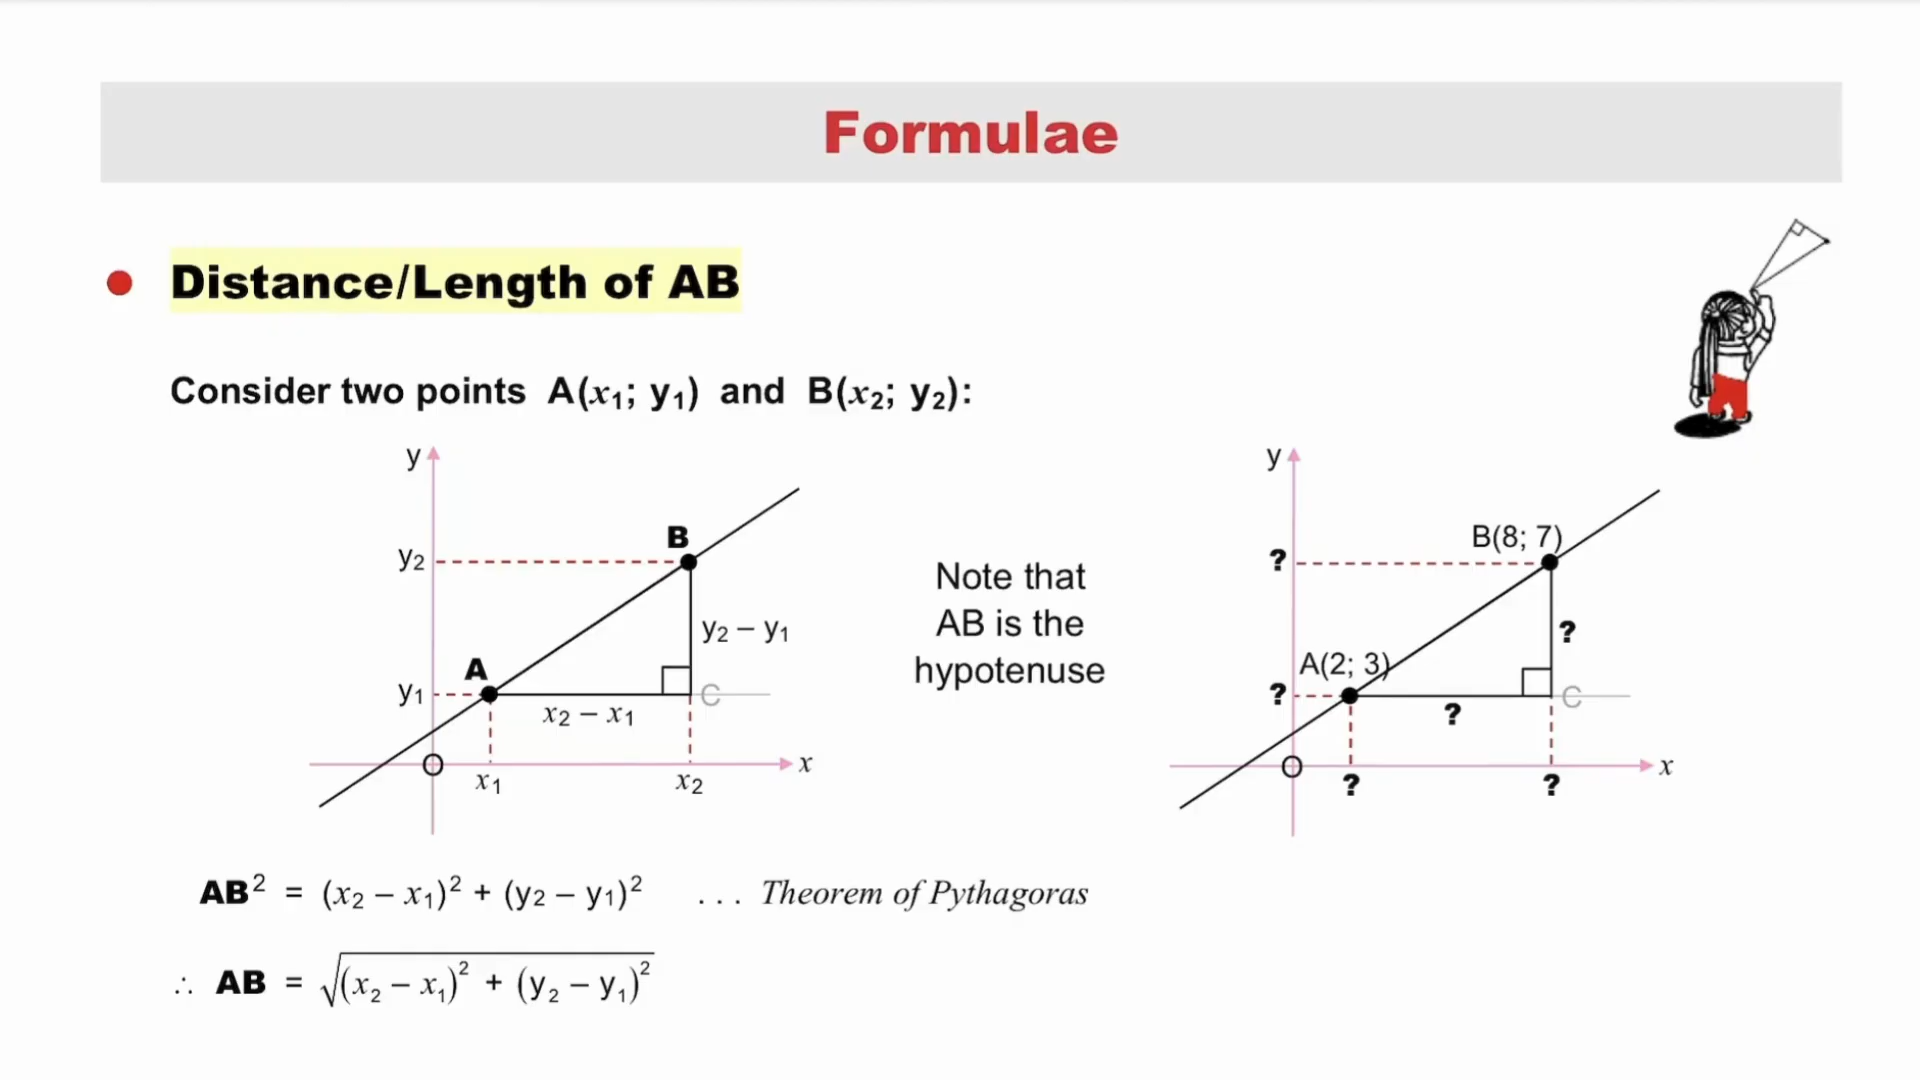 Formulae
● Distance/Length of AB
Consider two points A(x₁; y₁) and B(x₂; y₂):
y
B
y₂
y₂ – y₁
A
y₁
C
x₂ – x₁
O
x
x₁
x₂
Note that
AB is the
hypotenuse
y
B(8; 7)
?
?
A(2; 3)
?
C
?
O
x
?
?
AB² = (x₂ – x₁)² + (y₂ – y₁)² . . . Theorem of Pythagoras
∴ AB = √((x₂ – x₁)² + (y₂ – y₁)²)